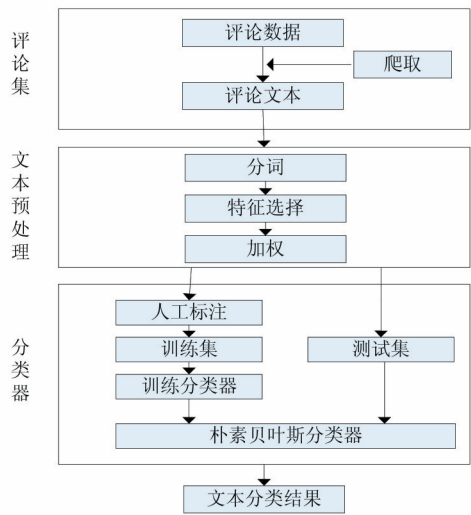 评论集
评论数据
爬取
评论文本
文本预处理
分词
特征选择
加权
分类器
人工标注
训练集
测试集
训练分类器
朴素贝叶斯分类器
文本分类结果